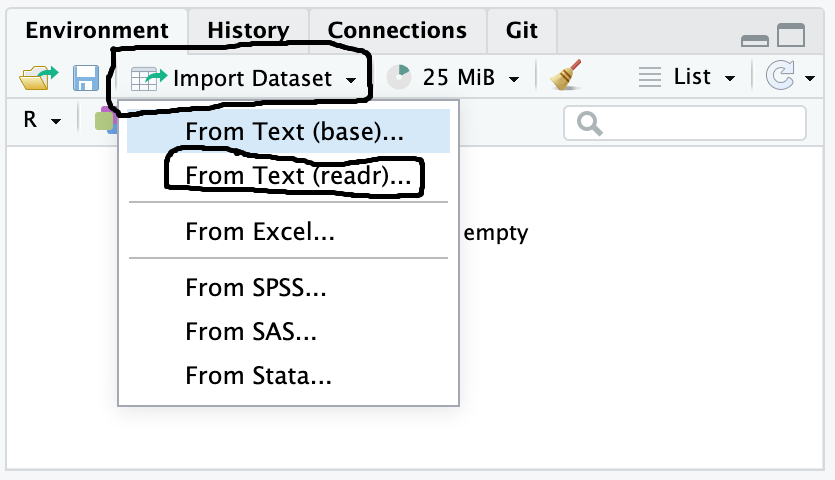 Environment History Connections Git
Import Dataset 25 MiB List
R
From Text (base)...
From Text (readr)...
From Excel...
empty
From SPSS...
From SAS...
From Stata...